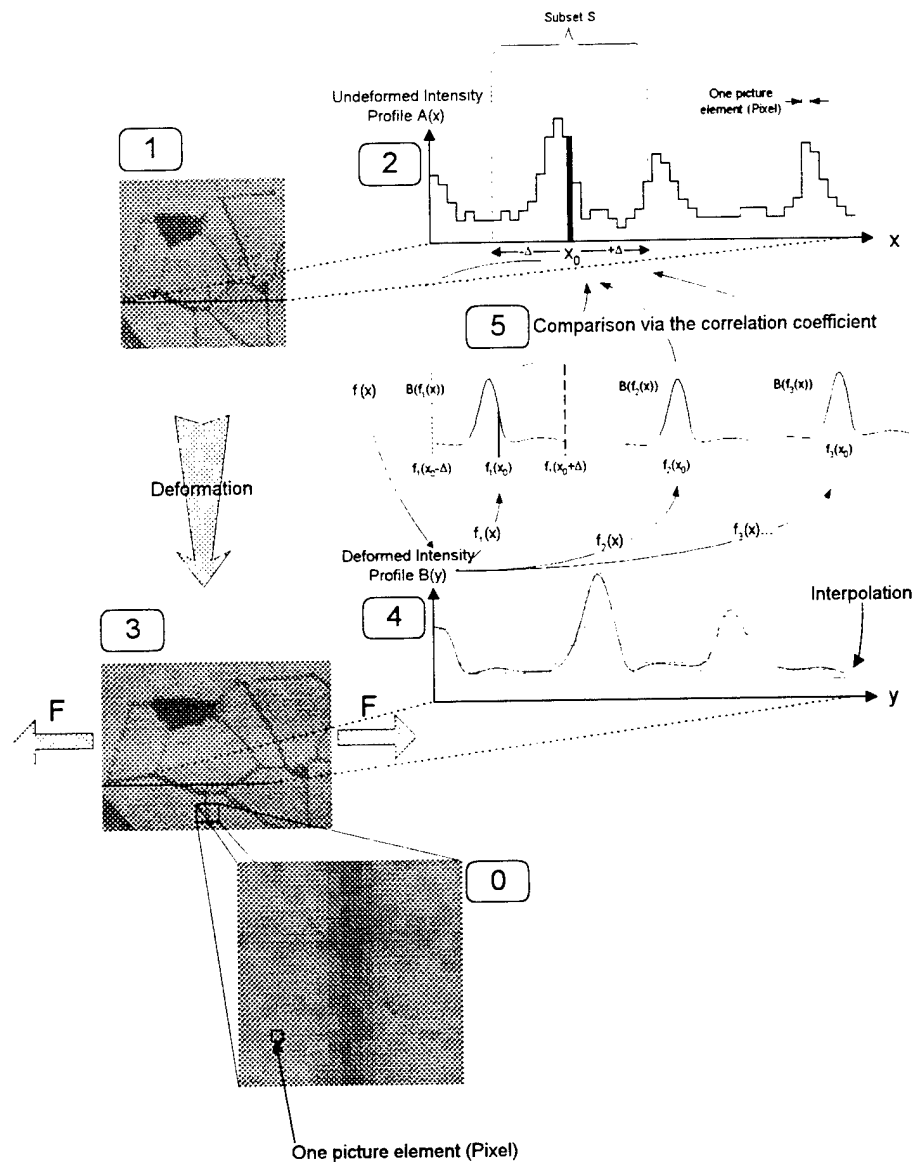 Subset S
Undeformed Intensity
Profile A(x)
One picture
element (Pixel)
1
2
x
-Δ x₀ +Δ
5
Comparison via the correlation coefficient
f(x)
B(f₁(x))
B(f₂(x))
B(f₃(x))
f₁(x₀-Δ)
f₁(x₀)
f₁(x₀+Δ)
f₂(x₀)
f₃(x₀)
Deformation
f₁(x)
f₂(x)
f₃(x)...
Deformed Intensity
Profile B(y)
Interpolation
3
4
F
F
y
0
One picture element (Pixel)